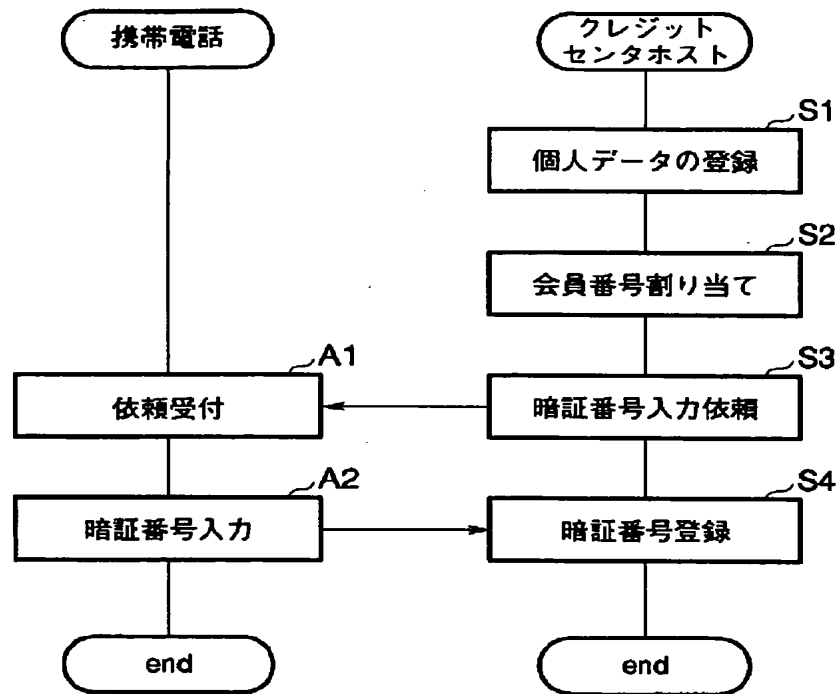 携帯電話
クレジット
センタホスト
S1
個人データの登録
S2
会員番号割り当て
A1
S3
依頼受付
暗証番号入力依頼
A2
S4
暗証番号入力
暗証番号登録
end
end